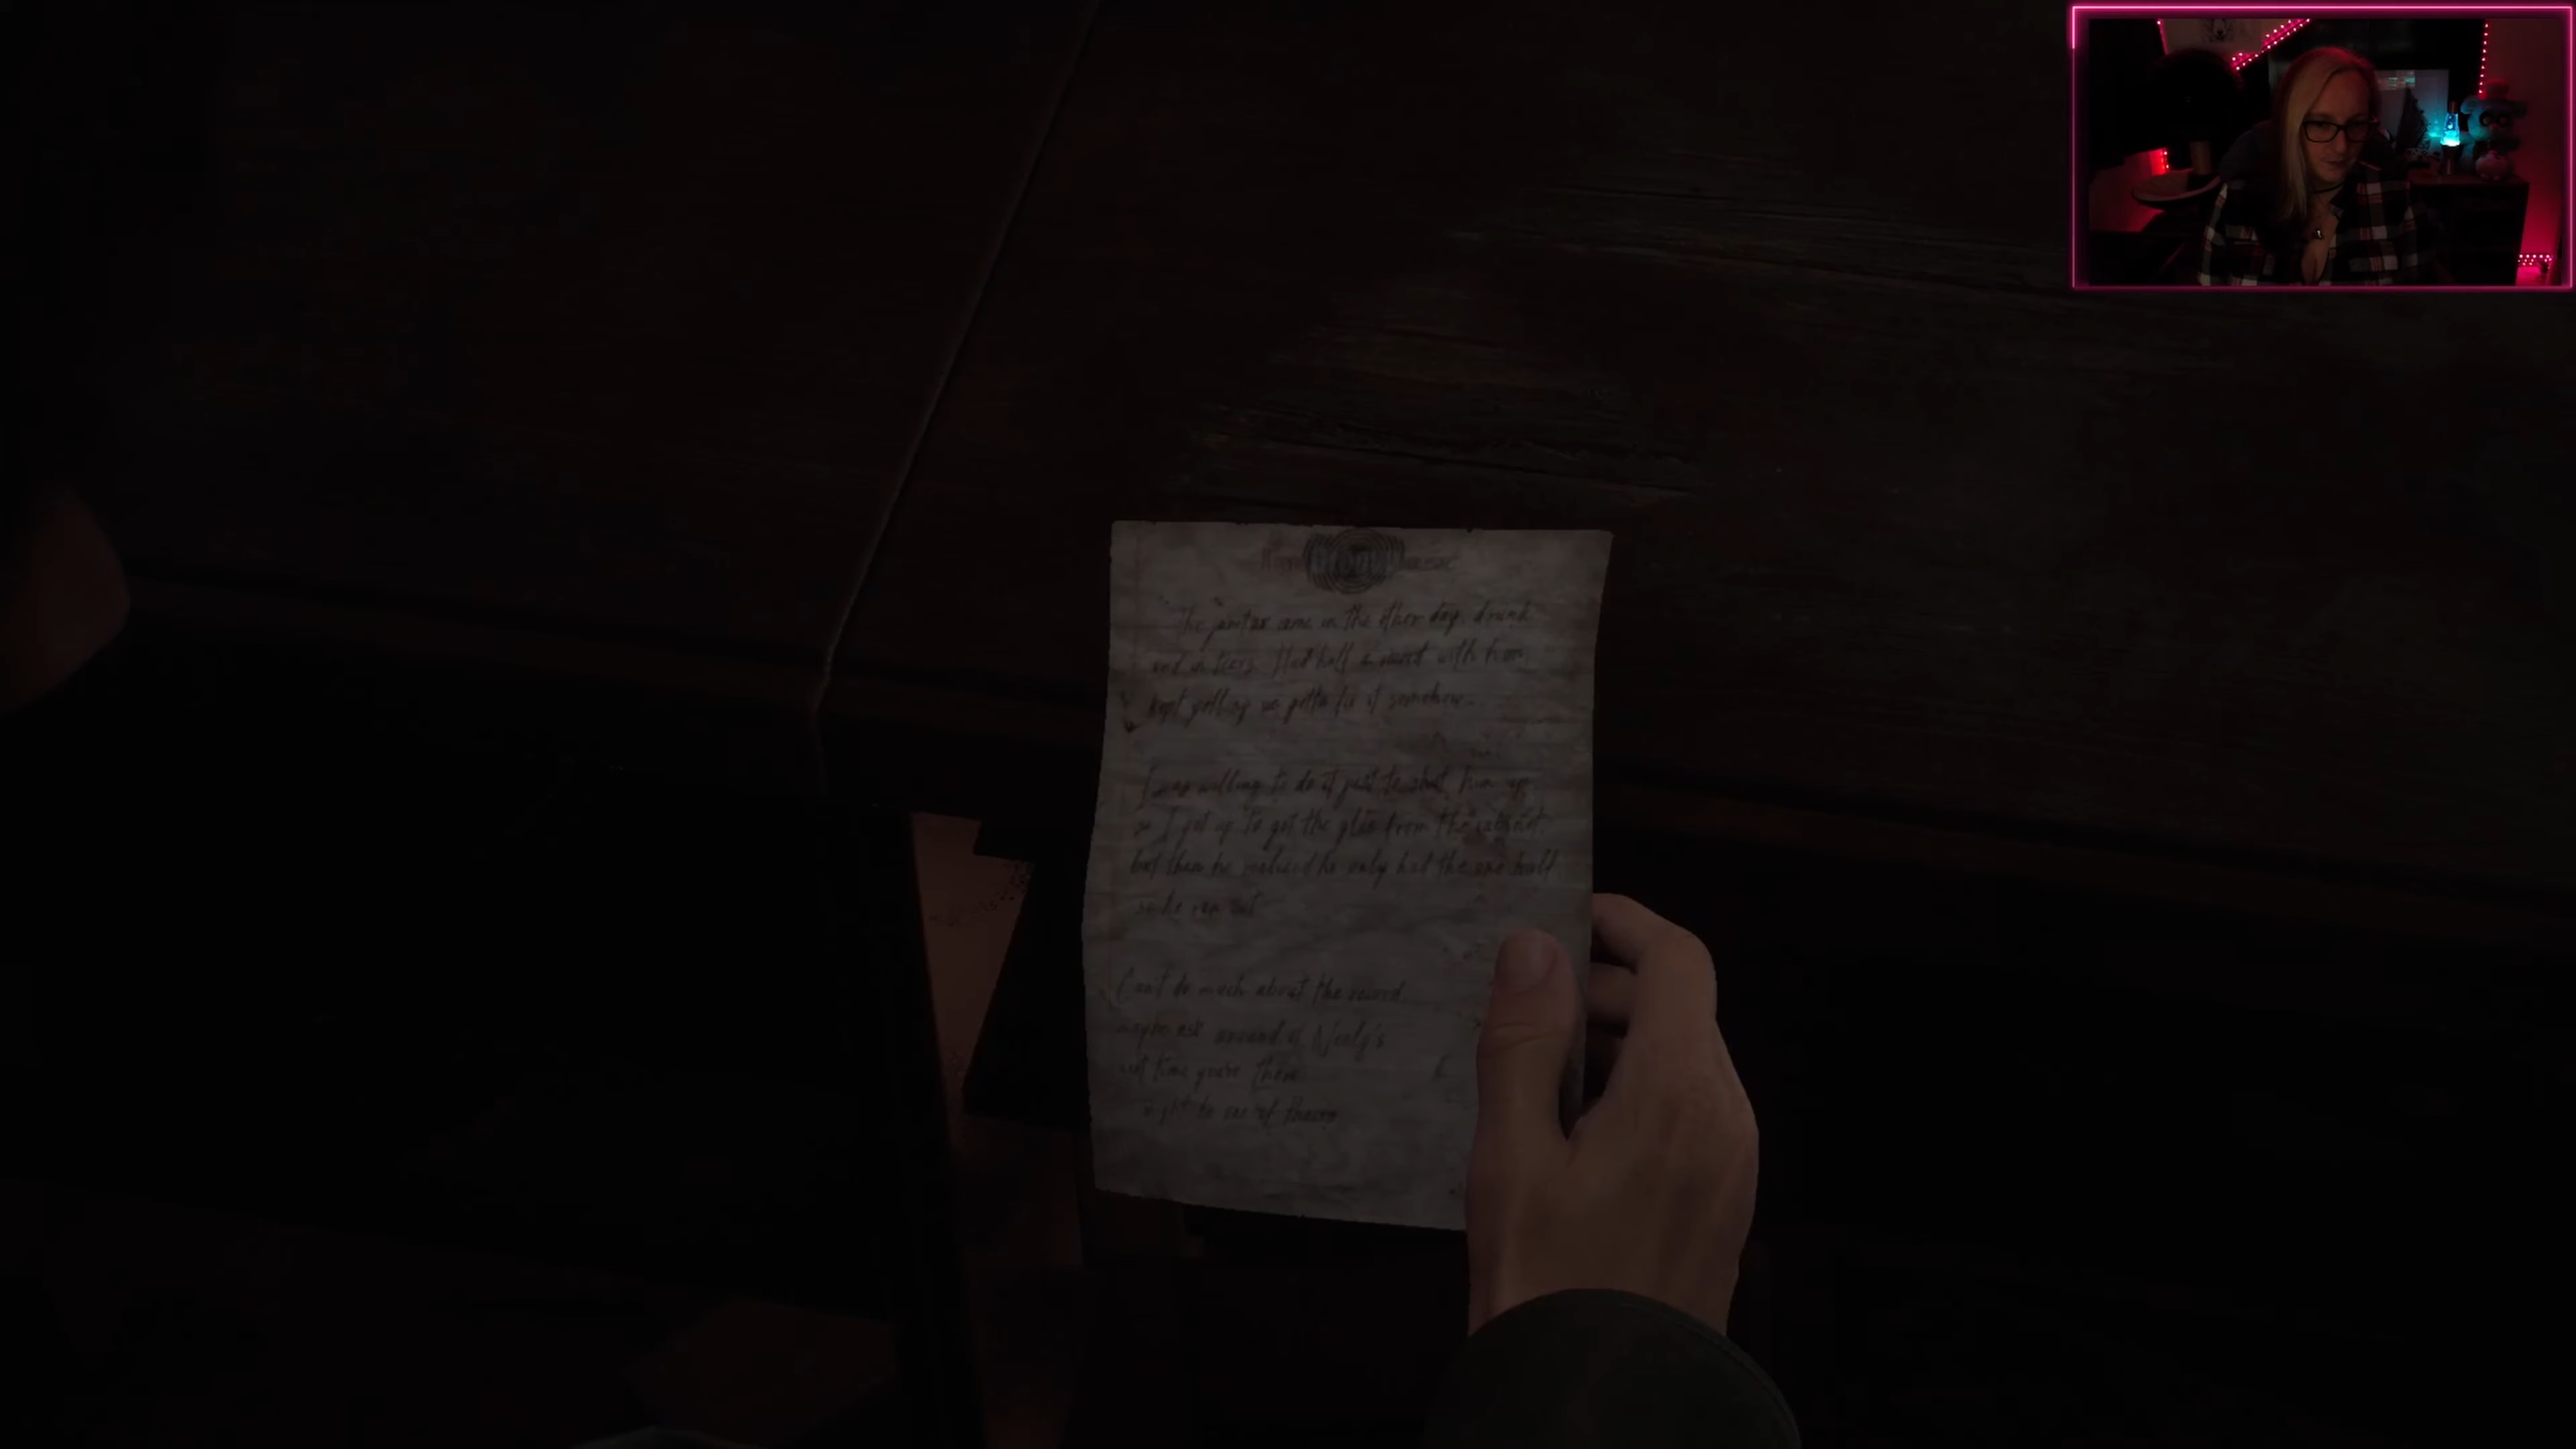 The janitor came in the other day, drunk
and in tears. Had half a record with him,
kept yelling we gotta fix it somehow.
I was willing to do it just to shut him up,
so I got up to get the glue from the cabinet,
but then he realized he only had the one half
so he ran out
Can't do much about the record
maybe ask around at Neely's
next time you're there